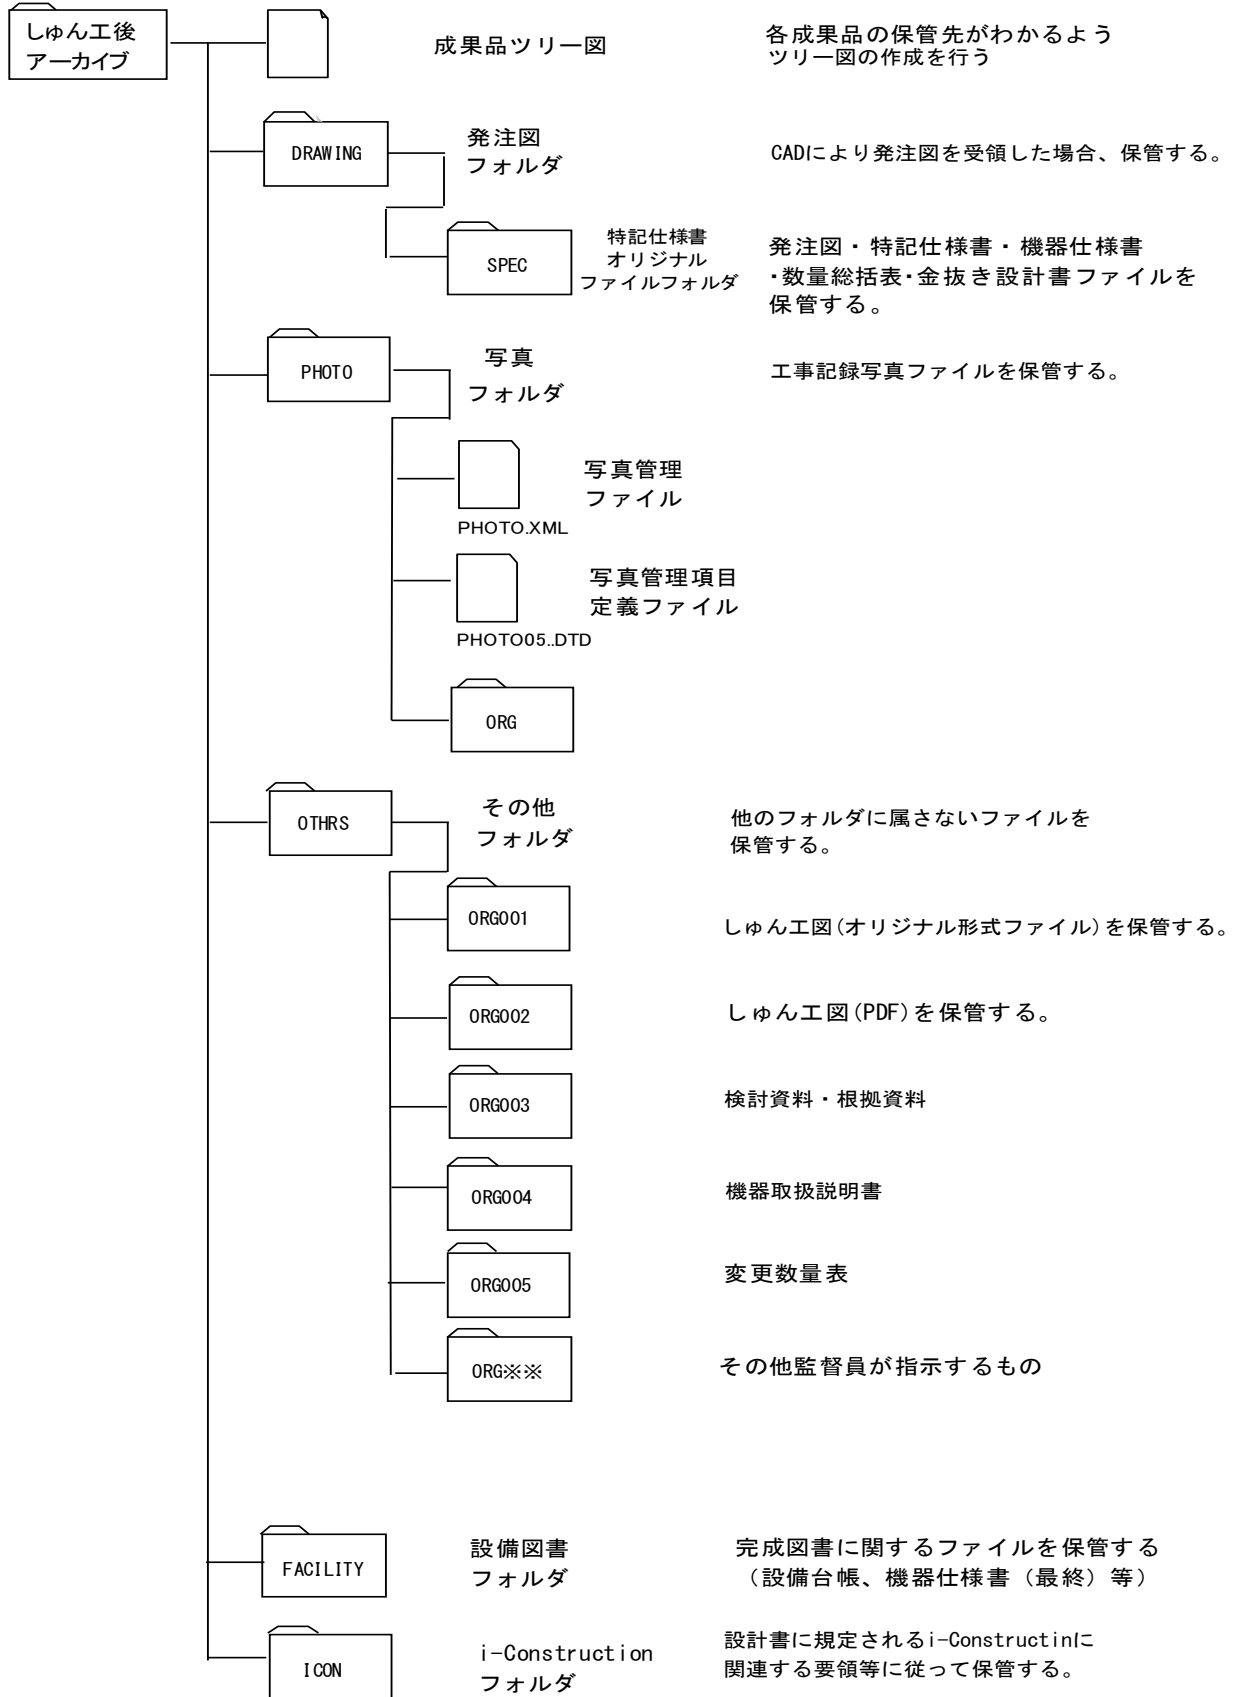 しゅん工後
アーカイブ
成果品ツリー図
各成果品の保管先がわかるよう
ツリー図の作成を行う
DRAWING
発注図
フォルダ
CADにより発注図を受領した場合、保管する。
SPEC
特記仕様書
オリジナル
ファイルフォルダ
発注図・特記仕様書・機器仕様書
・数量総括表・金抜き設計書ファイルを
保管する。
PHOTO
写真
フォルダ
工事記録写真ファイルを保管する。
写真管理
ファイル
PHOTO.XML
写真管理項目
定義ファイル
PHOTO05..DTD
ORG
OTHRS
その他
フォルダ
他のフォルダに属さないファイルを
保管する。
ORG001
しゅん工図(オリジナル形式ファイル)を保管する。
ORG002
しゅん工図(PDF)を保管する。
ORG003
検討資料・根拠資料
ORG004
機器取扱説明書
ORG005
変更数量表
ORG※※
その他監督員が指示するもの
FACILITY
設備図書
フォルダ
完成図書に関するファイルを保管する
（設備台帳、機器仕様書（最終）等）
ICON
i-Construction
フォルダ
設計書に規定されるi-Constructinに
関連する要領等に従って保管する。